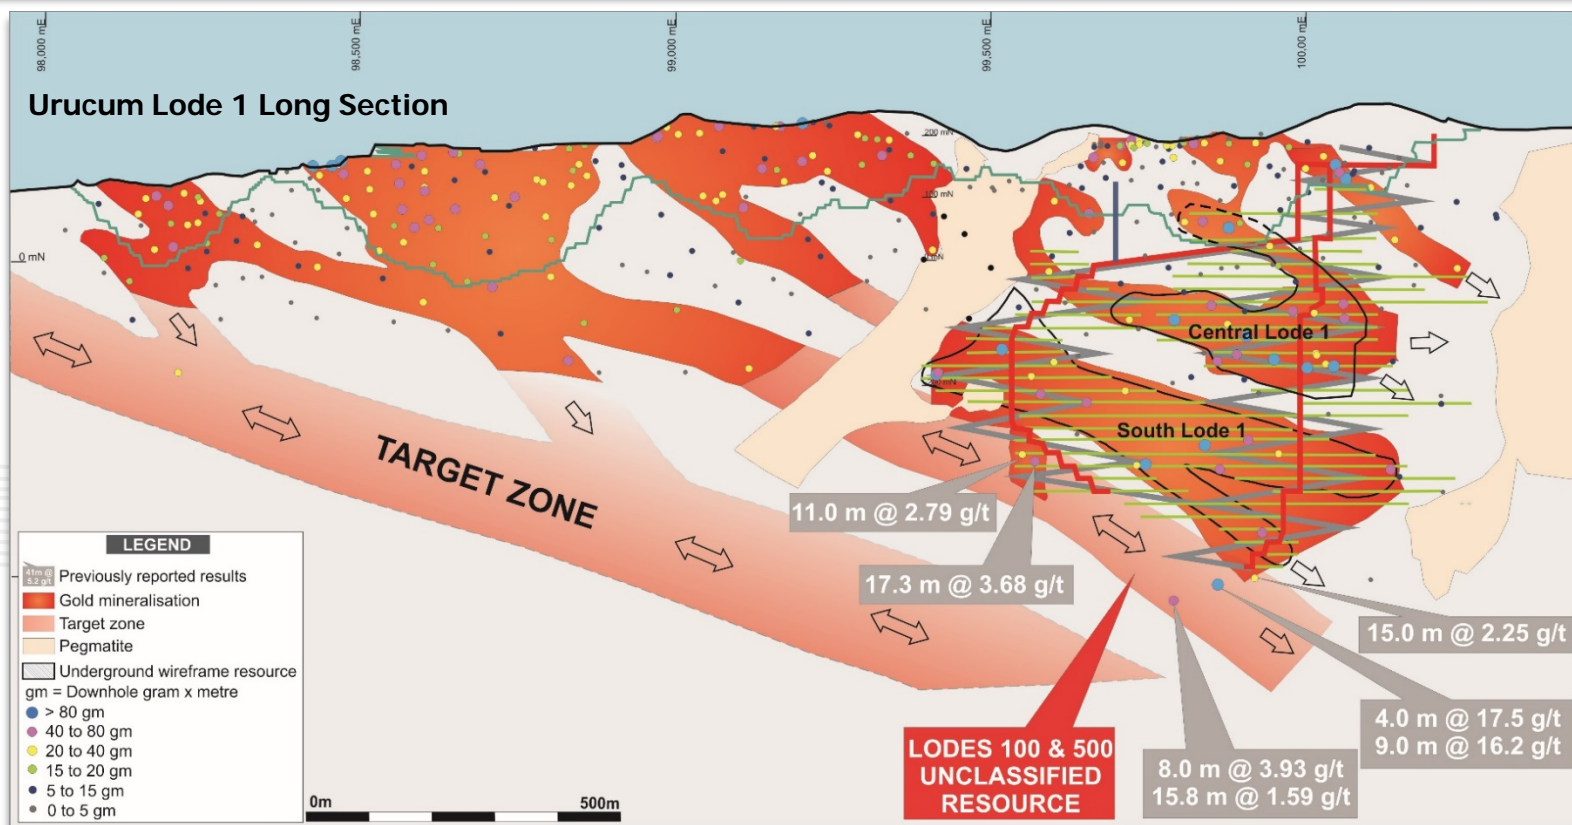 98,000 mE
98,500 mE
99,000 mE
99,500 mE
100,00 mE
Urucum Lode 1 Long Section
200 mN
100 mN
0 mN
Central Lode 1
South Lode 1
TARGET ZONE
11.0 m @ 2.79 g/t
17.3 m @ 3.68 g/t
15.0 m @ 2.25 g/t
4.0 m @ 17.5 g/t
9.0 m @ 16.2 g/t
8.0 m @ 3.93 g/t
15.8 m @ 1.59 g/t
LODES 100 & 500
UNCLASSIFIED
RESOURCE
LEGEND
41m @
5.2 g/t
Previously reported results
Gold mineralisation
Target zone
Pegmatite
Underground wireframe resource
gm = Downhole gram x metre
> 80 gm
40 to 80 gm
20 to 40 gm
15 to 20 gm
5 to 15 gm
0 to 5 gm
0m
500m